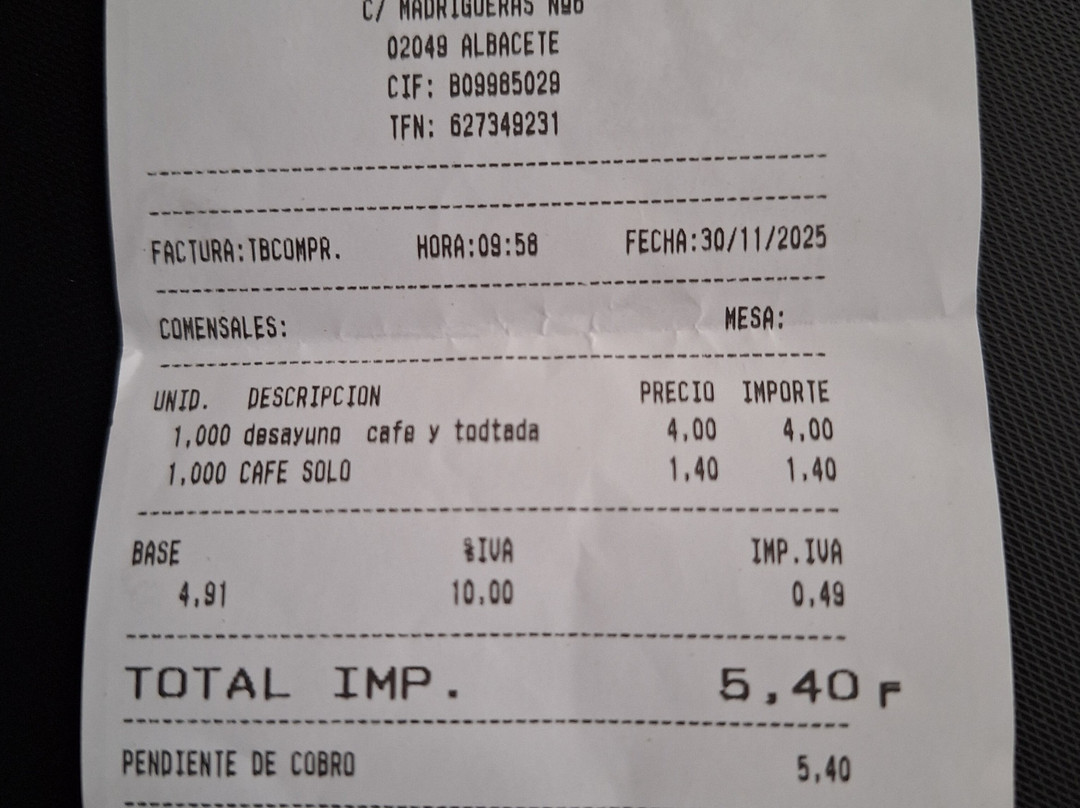 C/ MADRIGUERAS Nº6
02049 ALBACETE
CIF: B09985029
TFN: 627349231
FACTURA:TBCOMPR. HORA:09:58 FECHA:30/11/2025
COMENSALES: MESA:
UNID. DESCRIPCION PRECIO IMPORTE
1,000 desayuno cafe y todtada 4,00 4,00
1,000 CAFE SOLO 1,40 1,40
BASE %IVA IMP.IVA
4,91 10,00 0,49
TOTAL IMP. 5,40 F
PENDIENTE DE COBRO 5,40